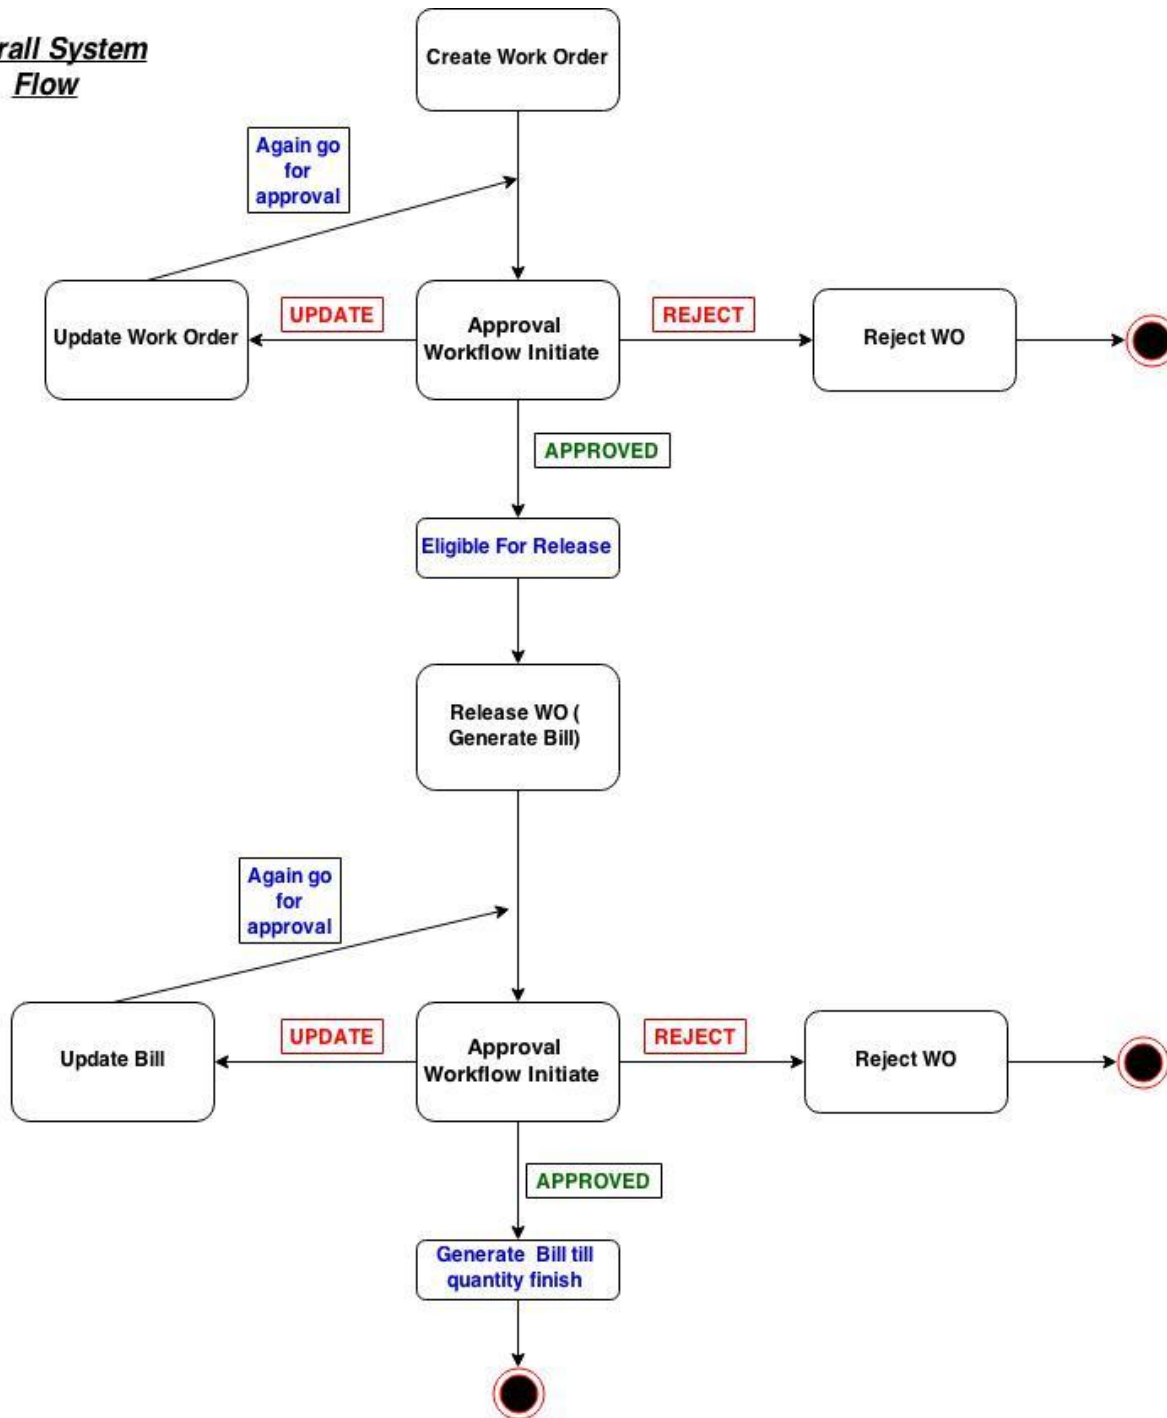 rall System
Flow
Create Work Order
Again go
for
approval
UPDATE
REJECT
Update Work Order
Approval
Workflow Initiate
Reject WO
APPROVED
Eligible For Release
Release WO (
Generate Bill)
Again go
for
approval
UPDATE
REJECT
Update Bill
Approval
Workflow Initiate
Reject WO
APPROVED
Generate  Bill till
quantity finish